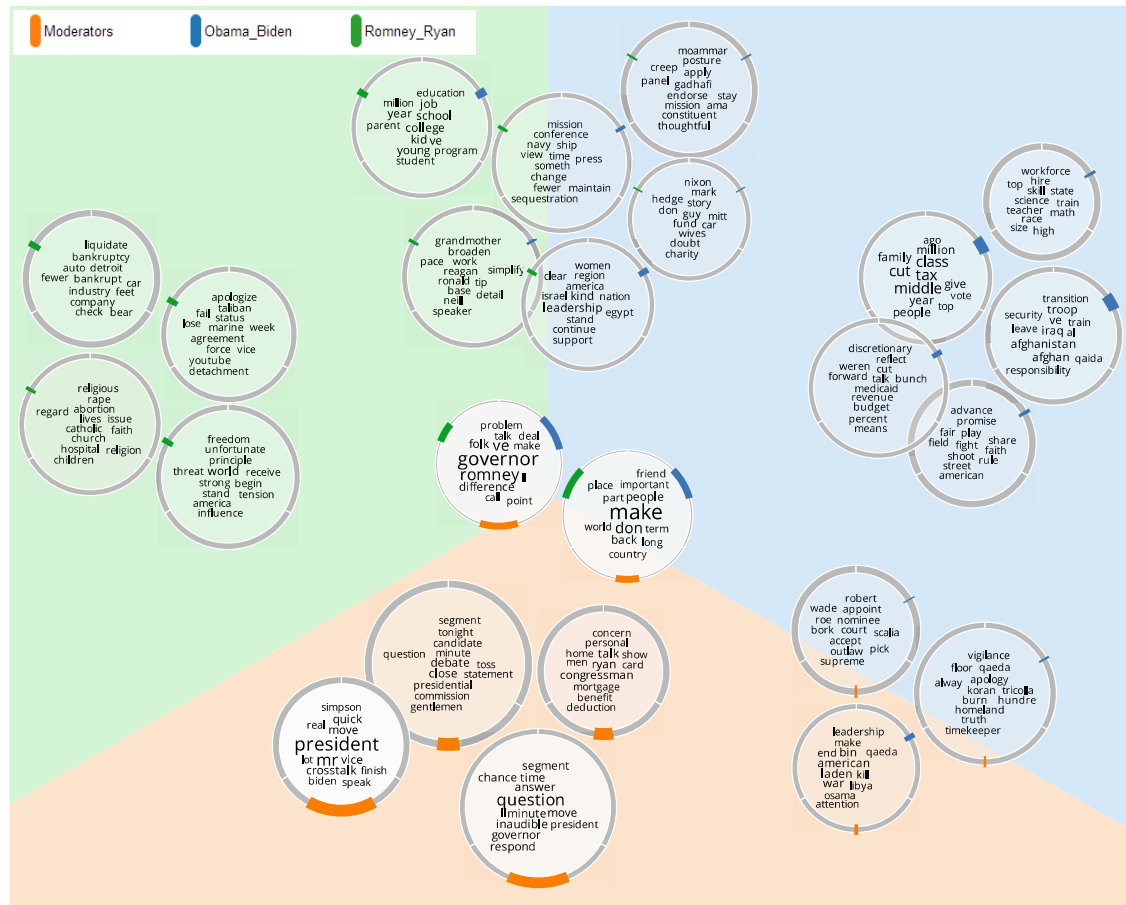 Moderators
Obama_Biden
Romney_Ryan
education
million job
year school
parent college
kid ve
young program
student
mission
conference
navy ship
view time press
someth
change
fewer maintain
sequestration
moammar
posture
creep apply
panel gadhafi
endorse stay
mission ama
constituent
thoughtful
nixon
mark
hedge story
don guy mitt
fund car
wives
doubt
charity
grandmother
broaden
pace work
reagan simplify
ronald tip
base detail
neill
speaker
women
clear region
america
israel kind nation
leadership egypt
stand
continue
support
workforce
top hire
skill state
science train
teacher math
race
size high
ago
million
family class
cut tax
middle give
year vote
people top
transition
troop
security ve train
leave iraq al
afghanistan
afghan qaida
responsibility
discretionary
weren reflect
cut
forward talk bunch
medicaid
revenue
budget
percent
means
advance
promise
fair play
field fight share
shoot faith
street rule
american
liquidate
bankruptcy
auto detroit
fewer bankrupt car
industry feet
company
check bear
apologize
taliban
fail status
lose marine week
agreement
force vice
youtube
detachment
religious
rape
regard abortion
lives issue
catholic faith
church
hospital religion
children
freedom
unfortunate
principle
threat world receive
strong begin
stand tension
america
influence
problem
talk deal
folk ve make
governor
romney ll
difference
call point
friend
place important
part people
make
world don term
back long
country
segment
tonight
candidate
question minute
debate toss
close statement
presidential
commission
gentlemen
concern
personal
home talk show
men ryan card
congressman
mortgage
benefit
deduction
simpson
real quick
move
president
lot mr vice
crosstalk finish
biden speak
segment
chance time
answer
question
ll minute move
inaudible president
governor
respond
robert
wade appoint
roe nominee
bork court scalia
accept
outlaw pick
supreme
vigilance
floor qaeda
alway apology
koran tricolla
burn hundre
homeland
truth
timekeeper
leadership
make
end bin qaeda
american
laden kill
war libya
osama
attention